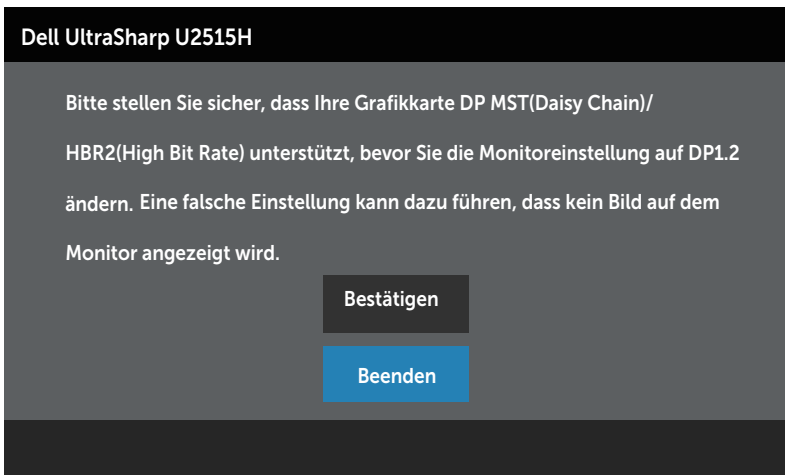 Dell UltraSharp U2515H
Bitte stellen Sie sicher, dass Ihre Grafikkarte DP MST(Daisy Chain)/
HBR2(High Bit Rate) unterstützt, bevor Sie die Monitoreinstellung auf DP1.2
ändern. Eine falsche Einstellung kann dazu führen, dass kein Bild auf dem
Monitor angezeigt wird.
Bestätigen
Beenden